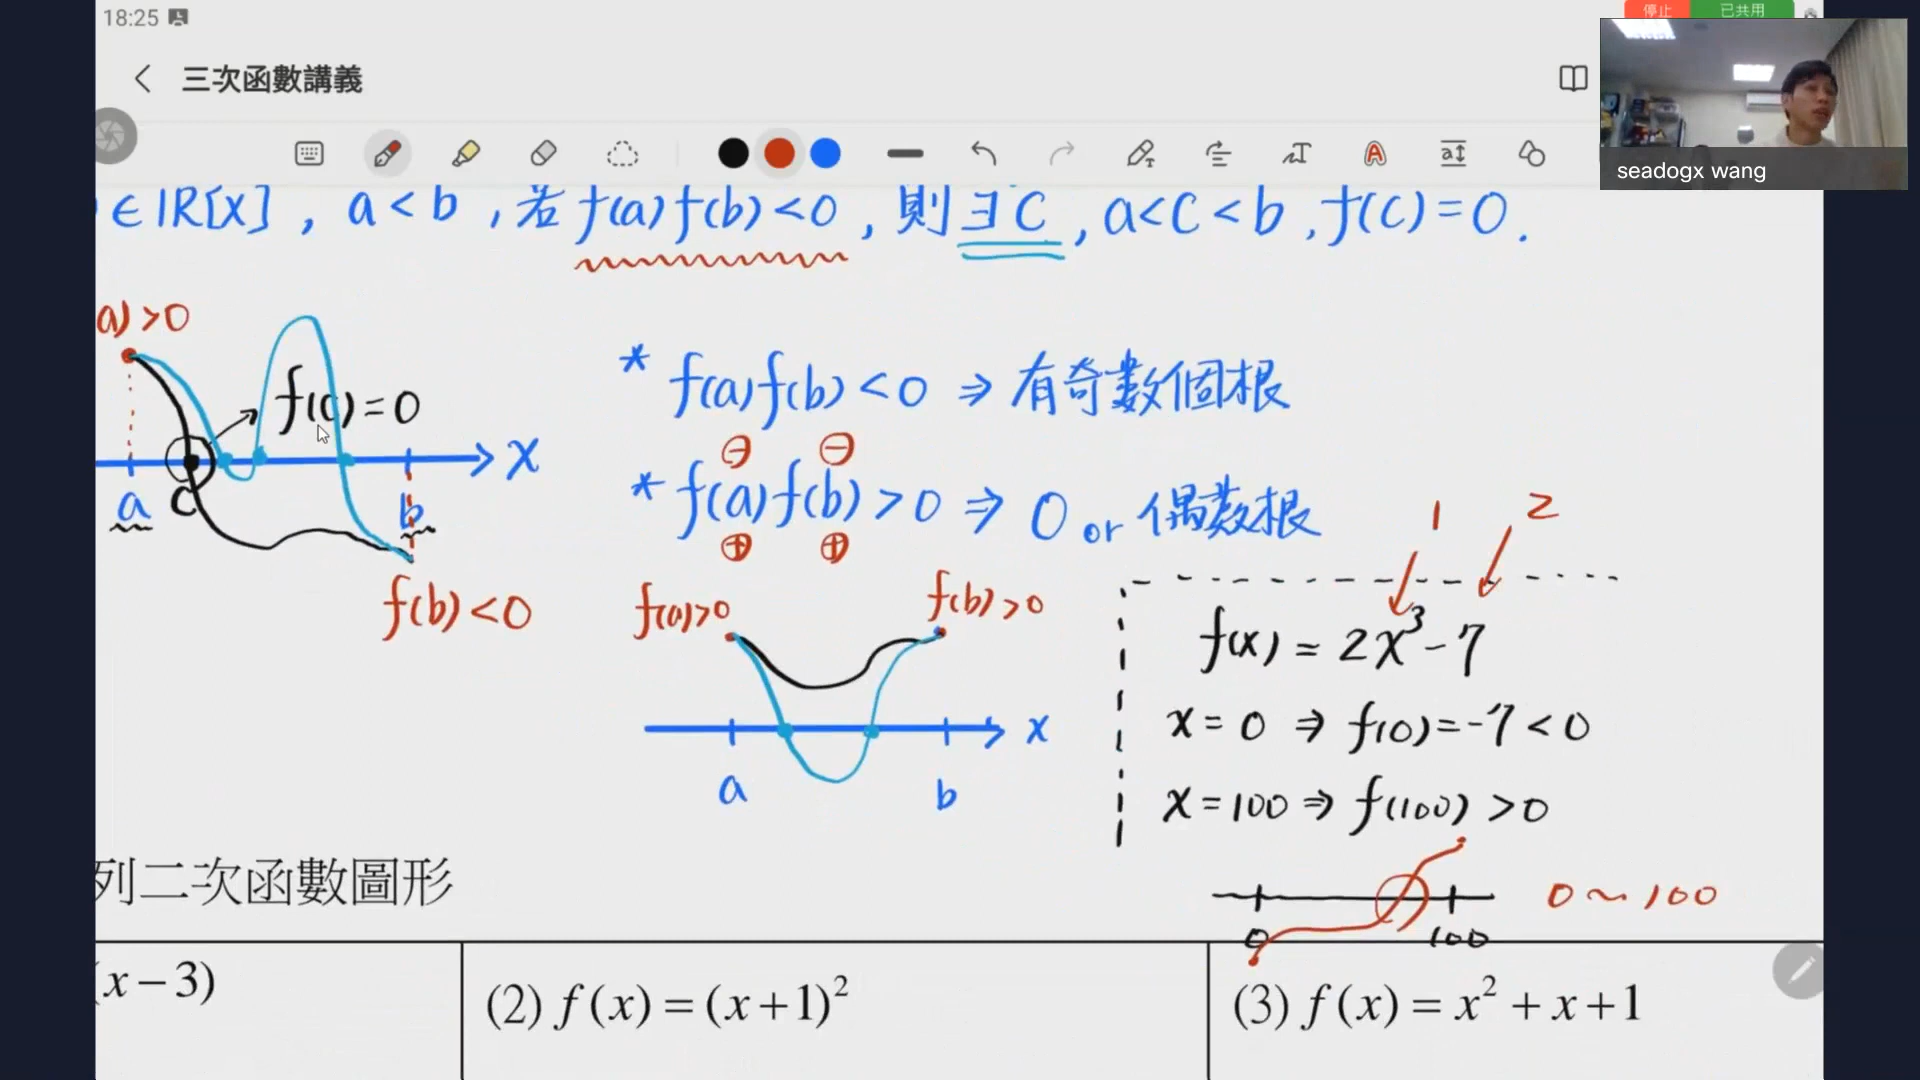 18:25
停止
已共用
三次函數講義
seadogx wang
∈ IR[x] , a < b , 若 f(a)f(b) < 0 , 則 ∃ C , a < C < b , f(C) = 0 .
a) > 0
f(c) = 0
x
a
C
b
f(b) < 0
* f(a)f(b) < 0 ⇒ 有奇數個根
⊖ ⊖
* f(a)f(b) > 0 ⇒ 0 or 偶数根
⊕ ⊕
f(a) > 0
f(b) > 0
x
a
b
1
2
f(x) = 2x³ - 7
x = 0 ⇒ f(0) = -7 < 0
x = 100 ⇒ f(100) > 0
0
100
0 ~ 100
列二次函數圖形
(x − 3)
(2) f(x) = (x+1)²
(3) f(x) = x² + x + 1